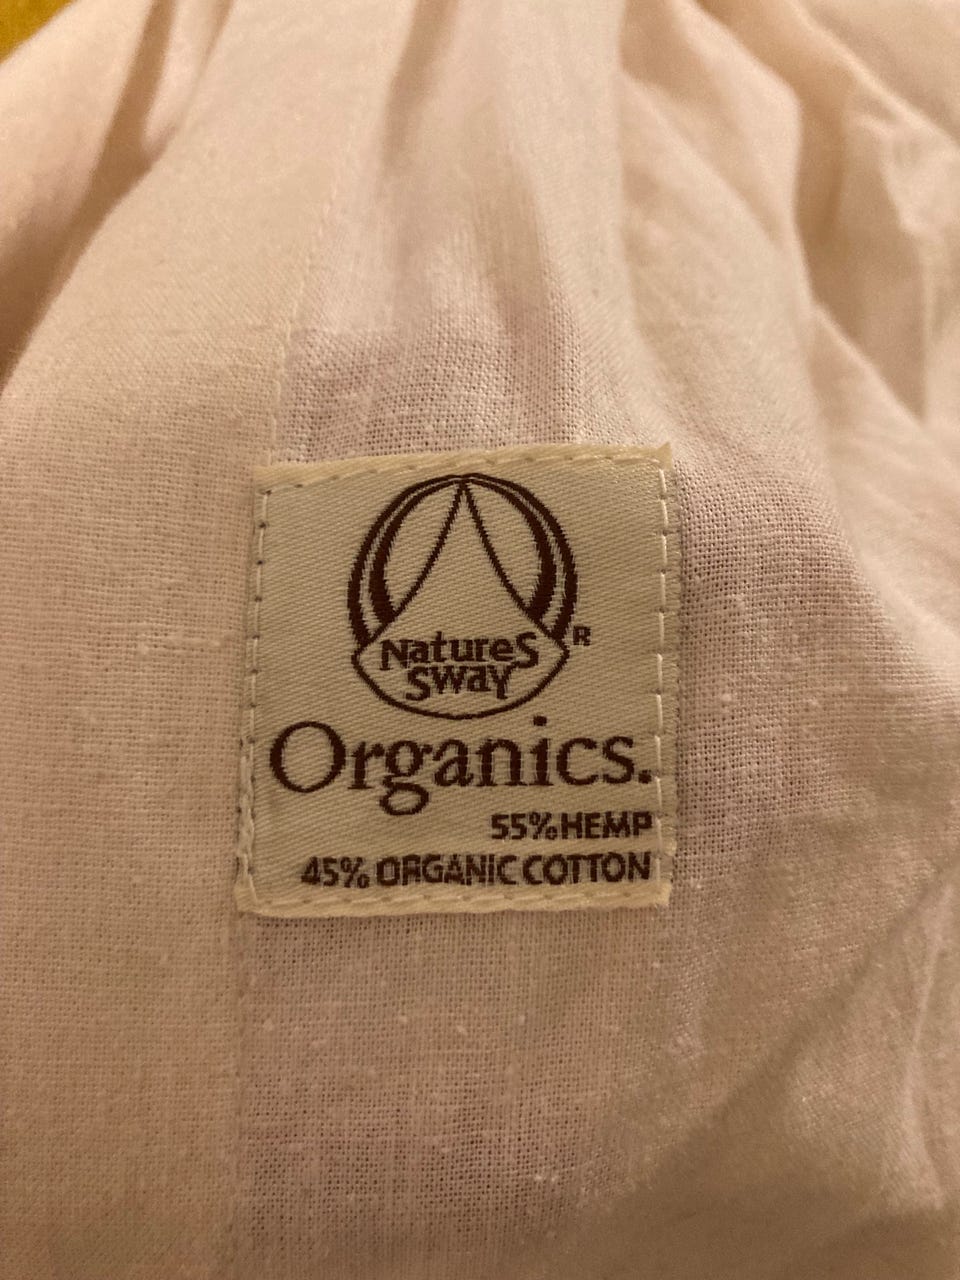 Natures
Sway
®
Organics.
55%HEMP
45% ORGANIC COTTON